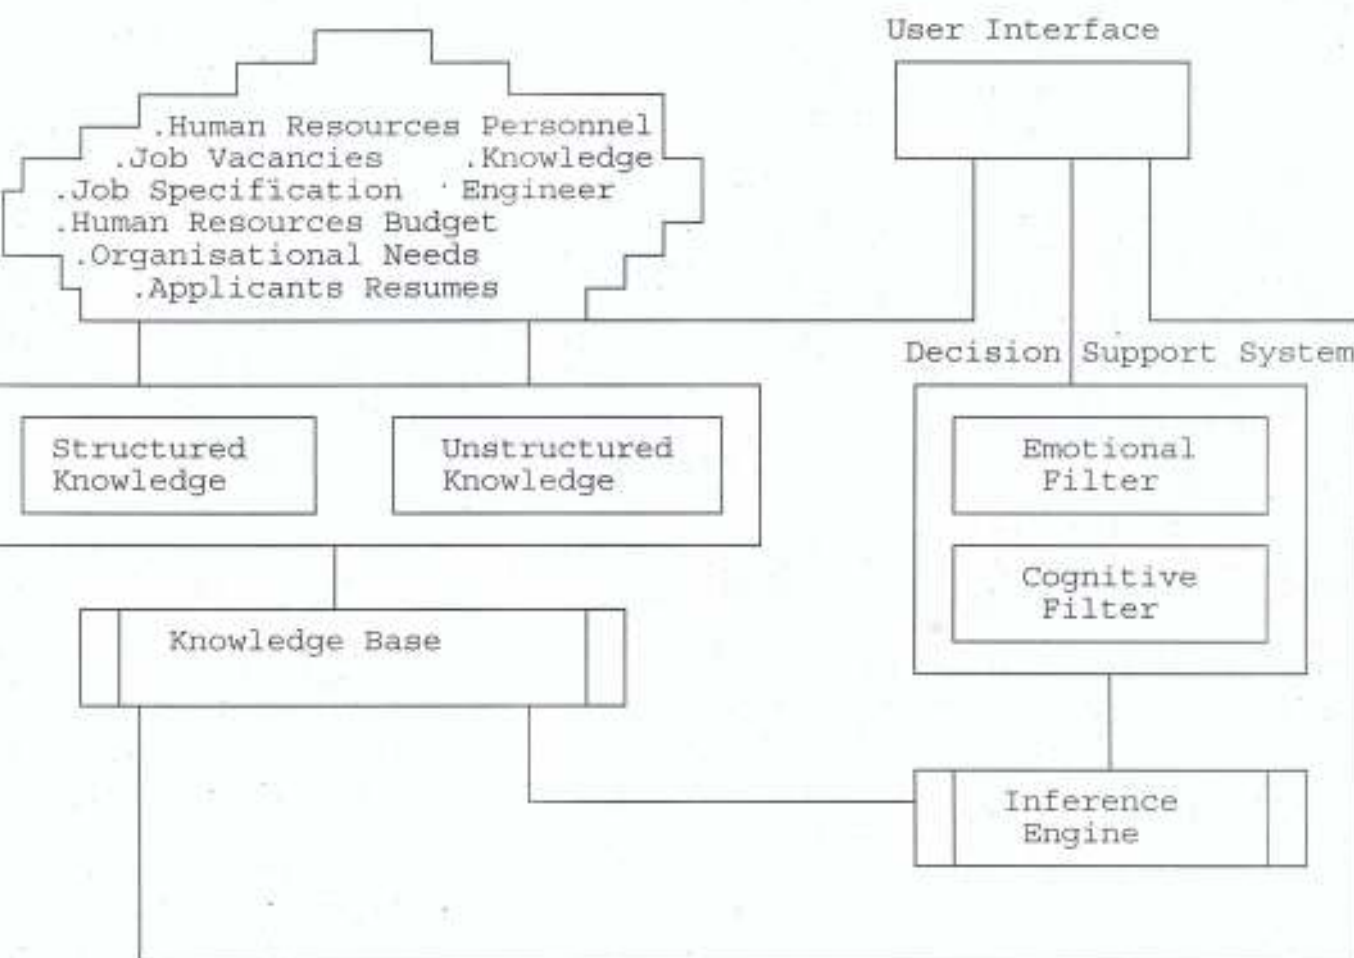 User Interface
.Human Resources Personnel
.Job Vacancies .Knowledge
.Job Specification Engineer
.Human Resources Budget
.Organisational Needs
.Applicants Resumes
Decision Support System
Structured
Knowledge
Unstructured
Knowledge
Emotional
Filter
Cognitive
Filter
Knowledge Base
Inference
Engine